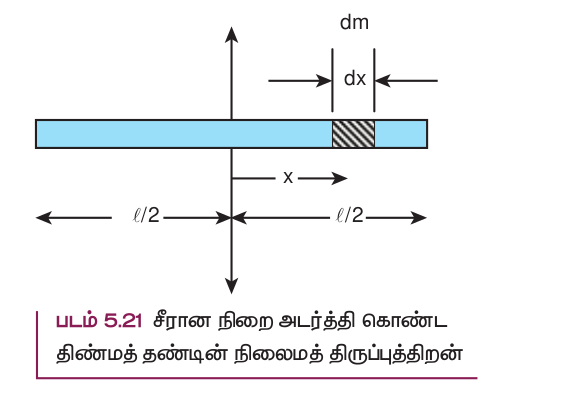 dm
dx
x
ℓ/2 ℓ/2
படம் 5.21 சீரான நிறை அடர்த்தி கொண்ட
திண்மத் தண்டின் நிலைமத் திருப்புத்திறன்